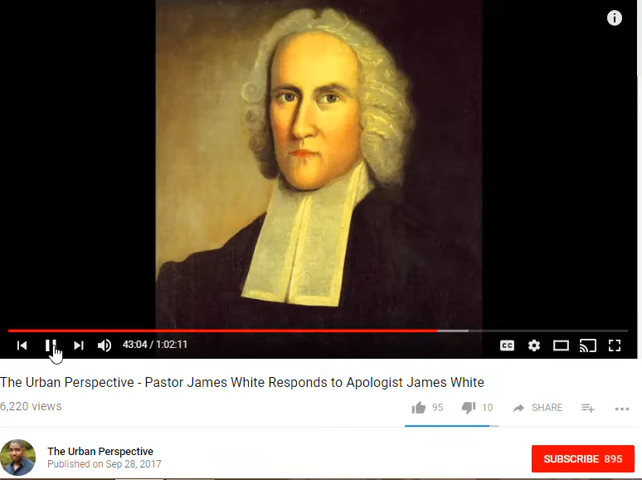 43:04 / 1:02:11
CC
The Urban Perspective - Pastor James White Responds to Apologist James White
6,220 views
95
10
SHARE
The Urban Perspective
Published on Sep 28, 2017
SUBSCRIBE 895